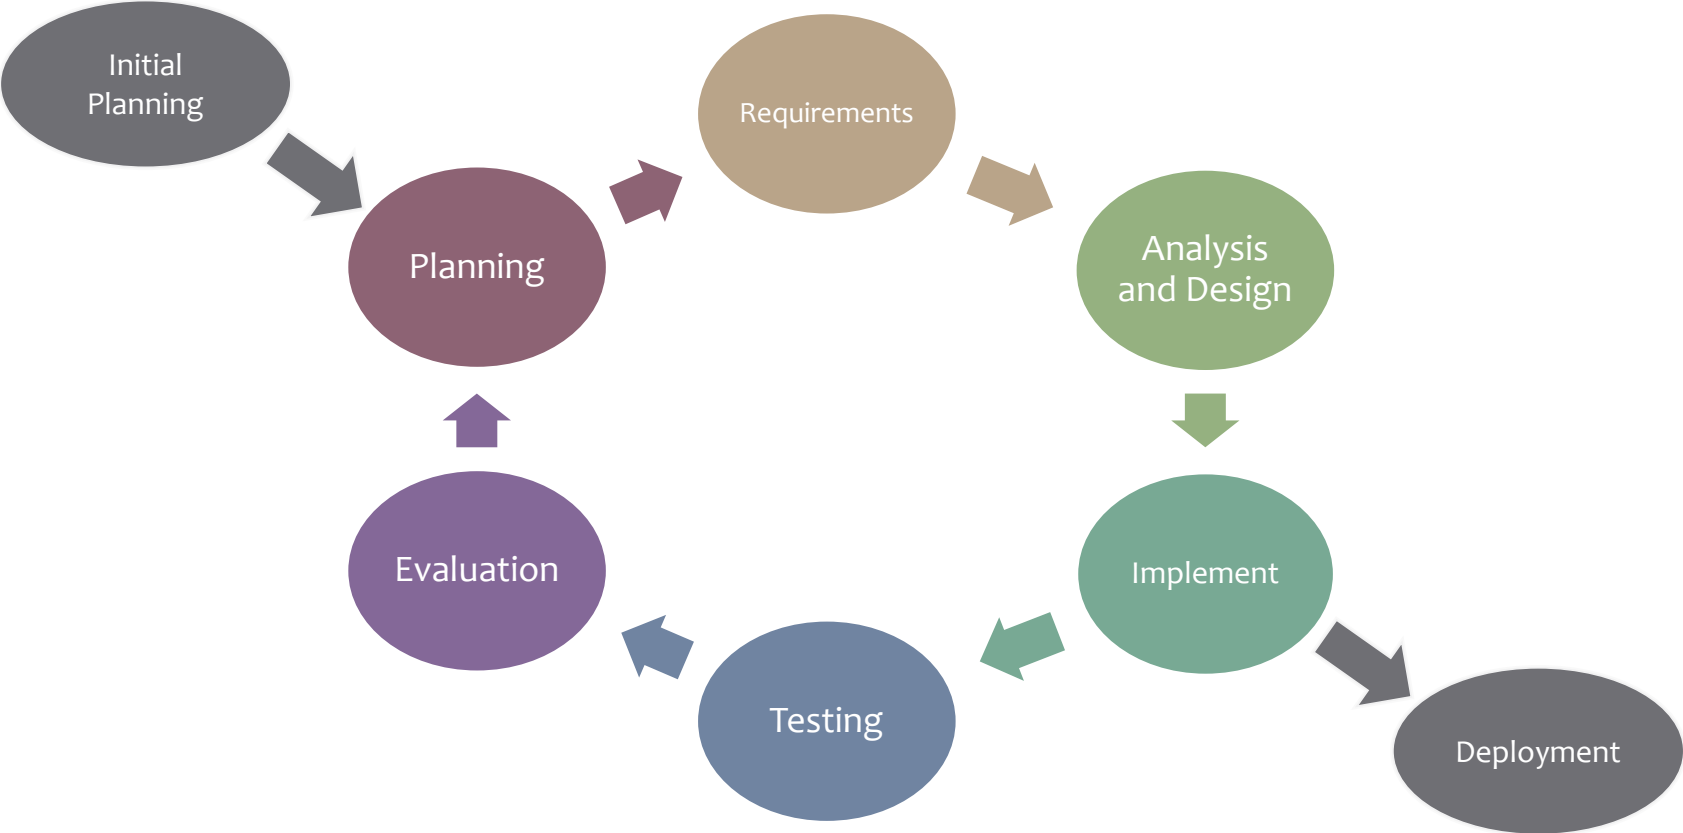 Initial
Planning
Requirements
Planning
Analysis
and Design
Evaluation
Implement
Testing
Deployment